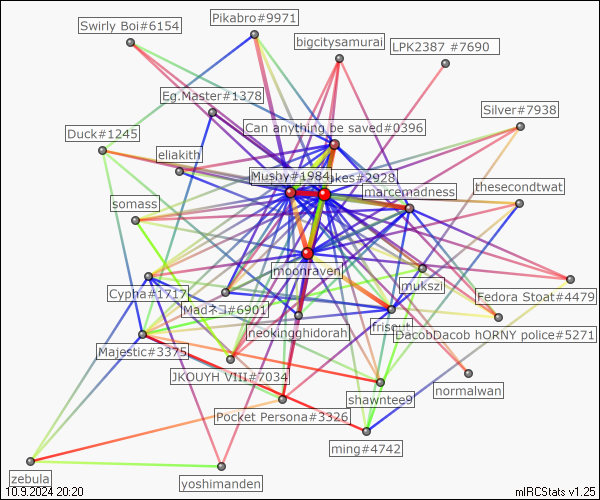 Swirly Boi#6154
Pikabro#9971
bigcitysamurai
LPK2387 #7690
Eg.Master#1378
Silver#7938
Can anything be saved#0396
Duck#1245
eliakith
Mushy#1984
akes#2928
marcemadness
thesecondtwat
somass
moonraven
mukszi
Cypha#1717
Fedora Stoat#4479
Madネコ#6901
neokingghidorah
friscut
DacobDacob hORNY police#5271
Majestic#3375
JKOUYH VIII#7034
normalwan
shawntee9
Pocket Persona#3326
ming#4742
zebula
yoshimanden
10.9.2024 20:20
mIRCStats v1.25